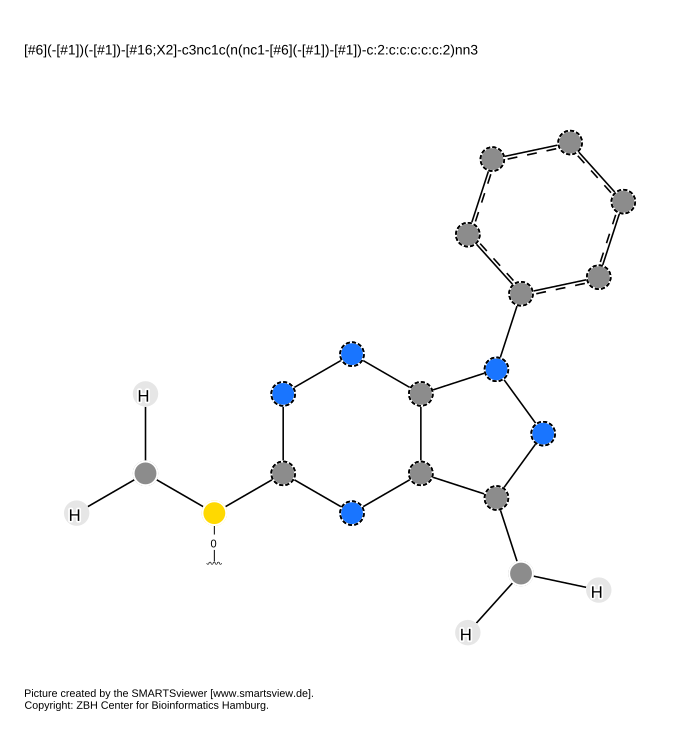 [#6](-[#1])(-[#1])-[#16;X2]-c3nc1c(n(nc1-[#6](-[#1])-[#1])-c:2:c:c:c:c:c:2)nn3
H
H
0
H
H
Picture created by the SMARTSviewer [www.smartsview.de].
Copyright: ZBH Center for Bioinformatics Hamburg.